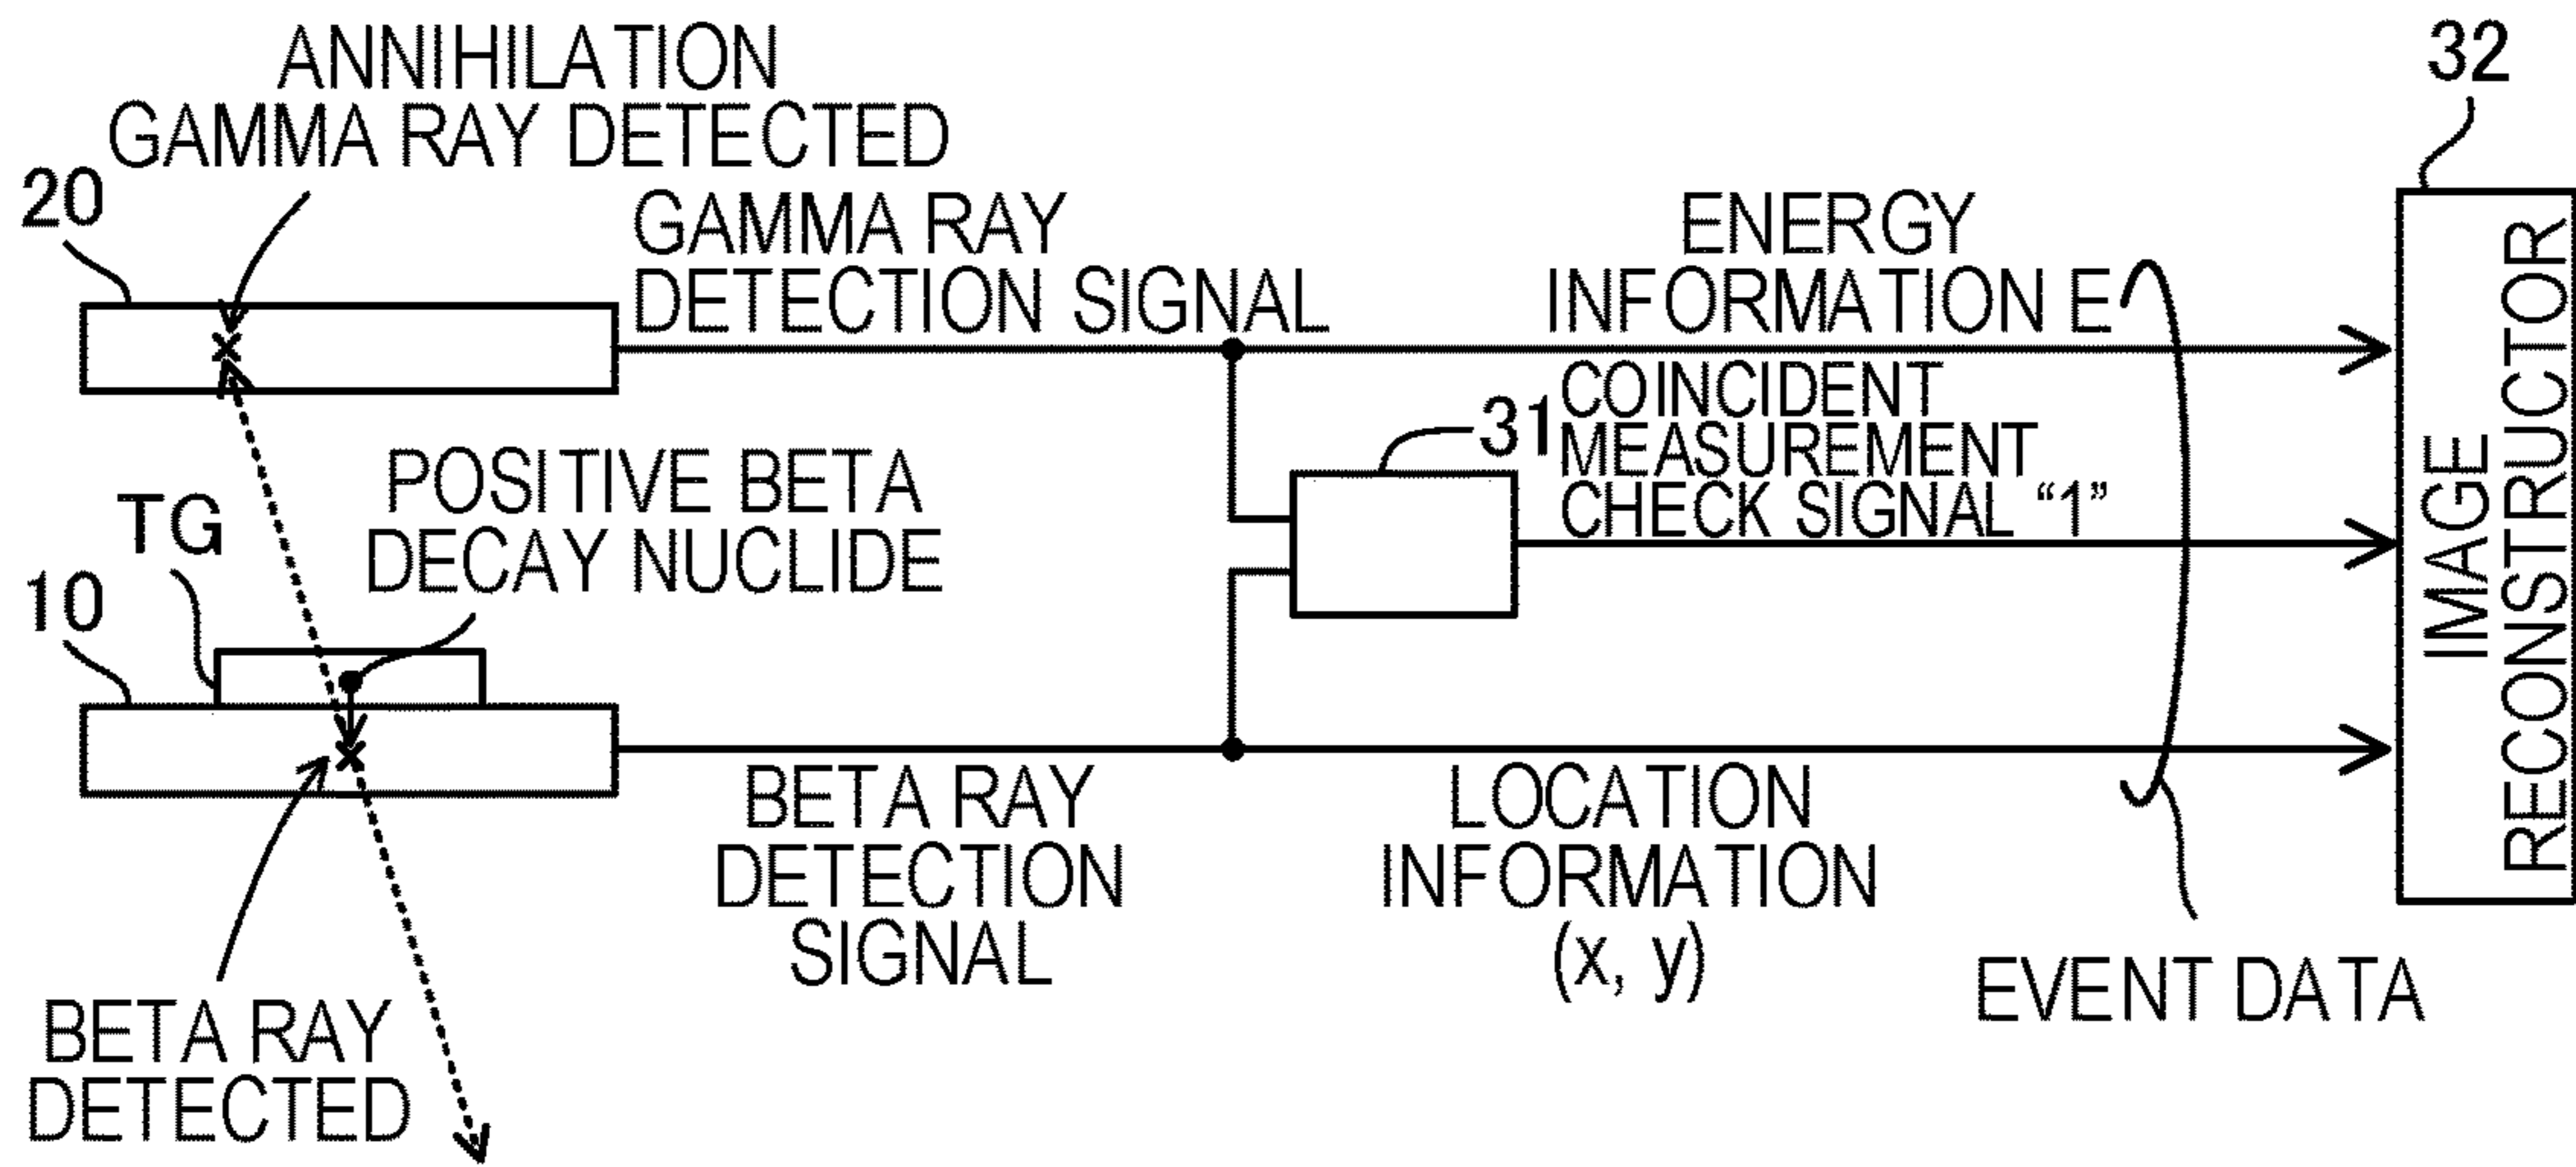 ANNIHILATION
GAMMA RAY DETECTED
20
GAMMA RAY
DETECTION SIGNAL
ENERGY
INFORMATION E
32
COINCIDENT
MEASUREMENT
CHECK SIGNAL “1”
31
POSITIVE BETA
DECAY NUCLIDE
TG
10
IMAGE
RECONSTRUCTOR
BETA RAY
DETECTION
SIGNAL
LOCATION
INFORMATION
(x, y)
EVENT DATA
BETA RAY
DETECTED